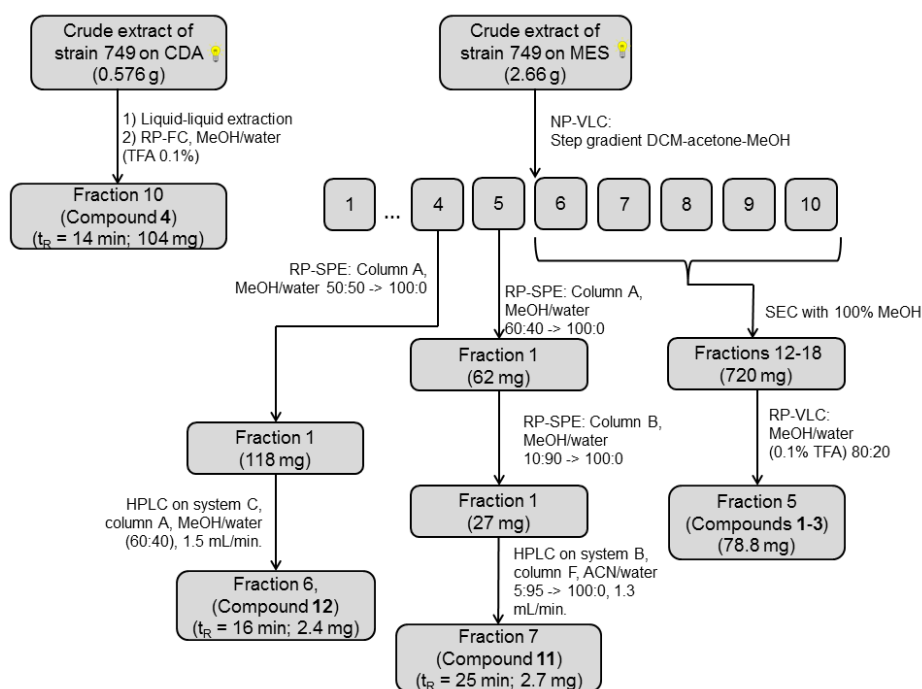 Crude extract of
strain 749 on CDA
(0.576 g)
1) Liquid-liquid extraction
2) RP-FC, MeOH/water
(TFA 0.1%)
Fraction 10
(Compound 4)
(tR = 14 min; 104 mg)
Crude extract of
strain 749 on MES
(2.66 g)
NP-VLC:
Step gradient DCM-acetone-MeOH
1 ... 4 5 6 7 8 9 10
RP-SPE: Column A,
MeOH/water 50:50 -> 100:0
Fraction 1
(118 mg)
HPLC on system C,
column A, MeOH/water
(60:40), 1.5 mL/min.
Fraction 6,
(Compound 12)
(tR = 16 min; 2.4 mg)
RP-SPE: Column A,
MeOH/water
60:40 -> 100:0
Fraction 1
(62 mg)
RP-SPE: Column B,
MeOH/water
10:90 -> 100:0
Fraction 1
(27 mg)
HPLC on system B,
column F, ACN/water
5:95 -> 100:0, 1.3
mL/min.
Fraction 7
(Compound 11)
(tR = 25 min; 2.7 mg)
SEC with 100% MeOH
Fractions 12-18
(720 mg)
RP-VLC:
MeOH/water
(0.1% TFA) 80:20
Fraction 5
(Compounds 1-3)
(78.8 mg)